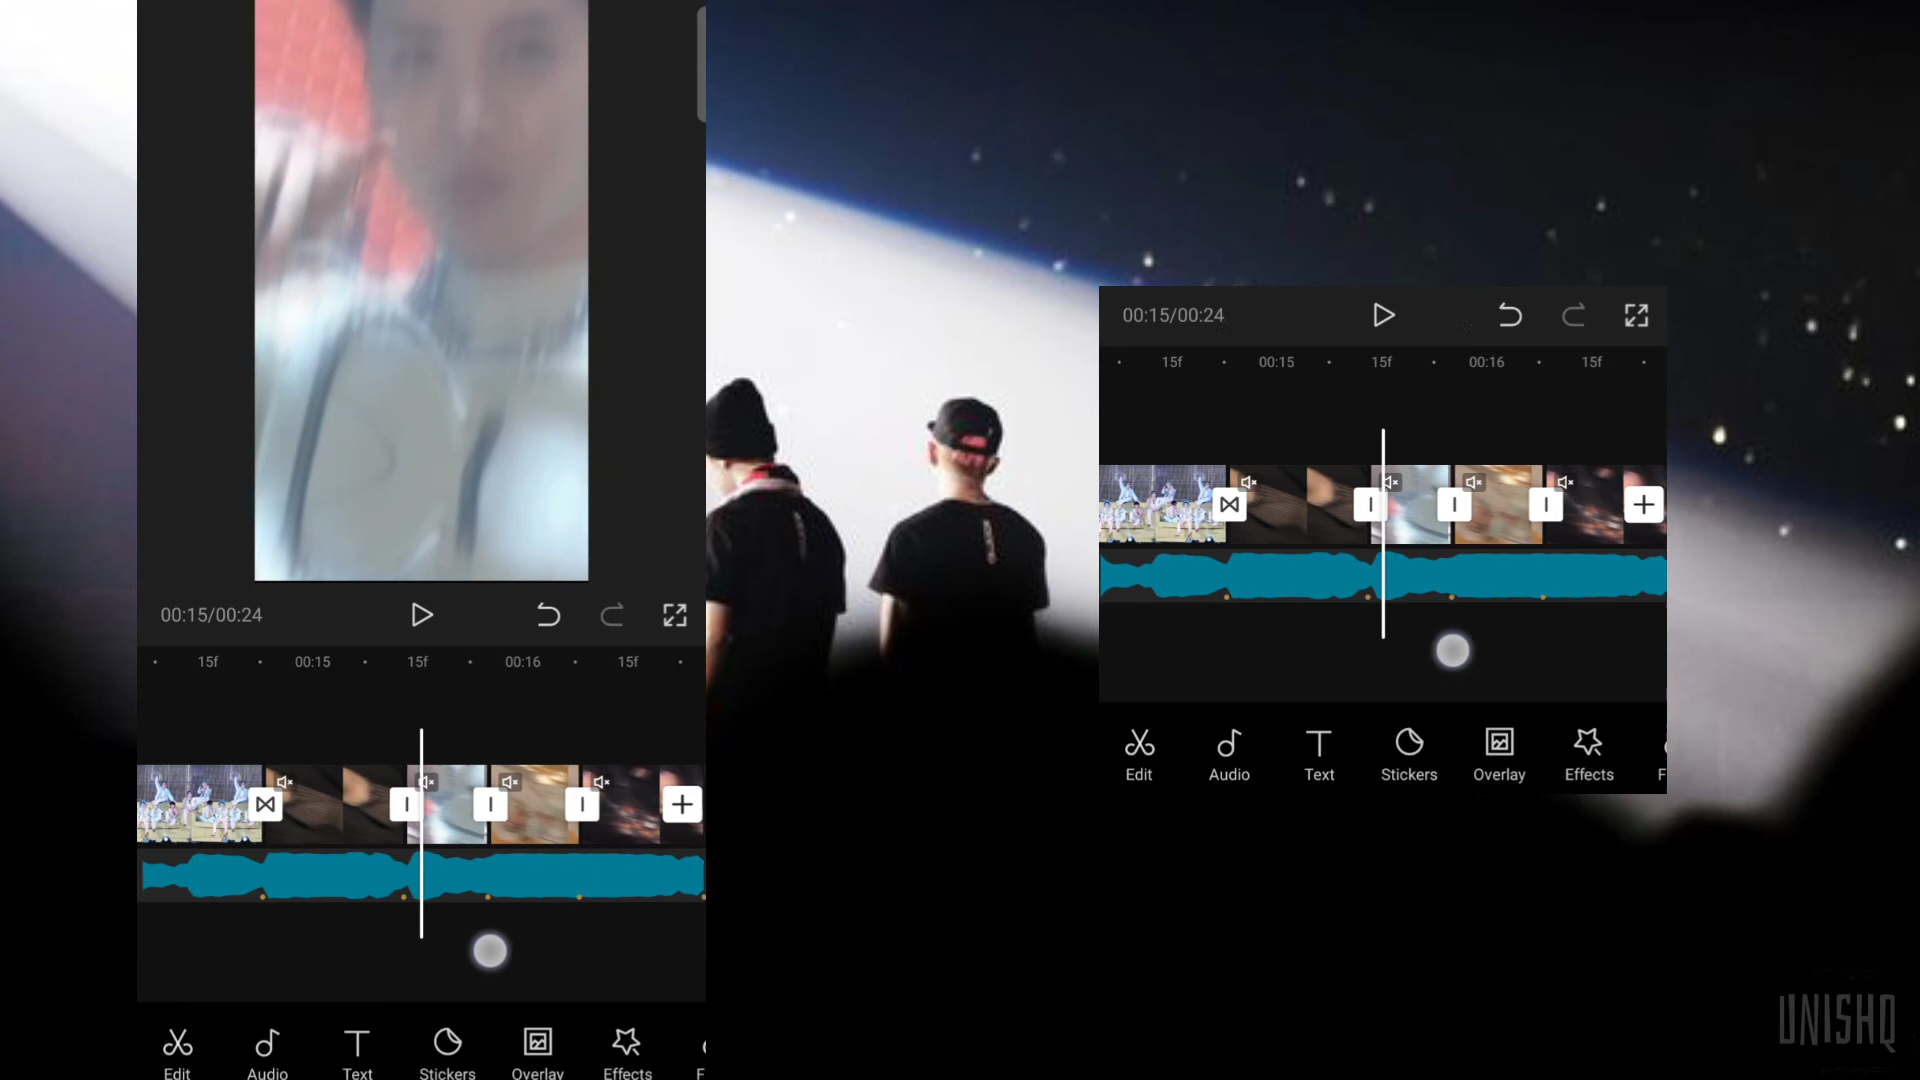 00:15/00:24
15f 00:15 15f 00:16 15f
Edit Audio Text Stickers Overlay Effects F
00:15/00:24
15f 00:15 15f 00:16 15f
Edit Audio Text Stickers Overlay Effects F
UNISHQ